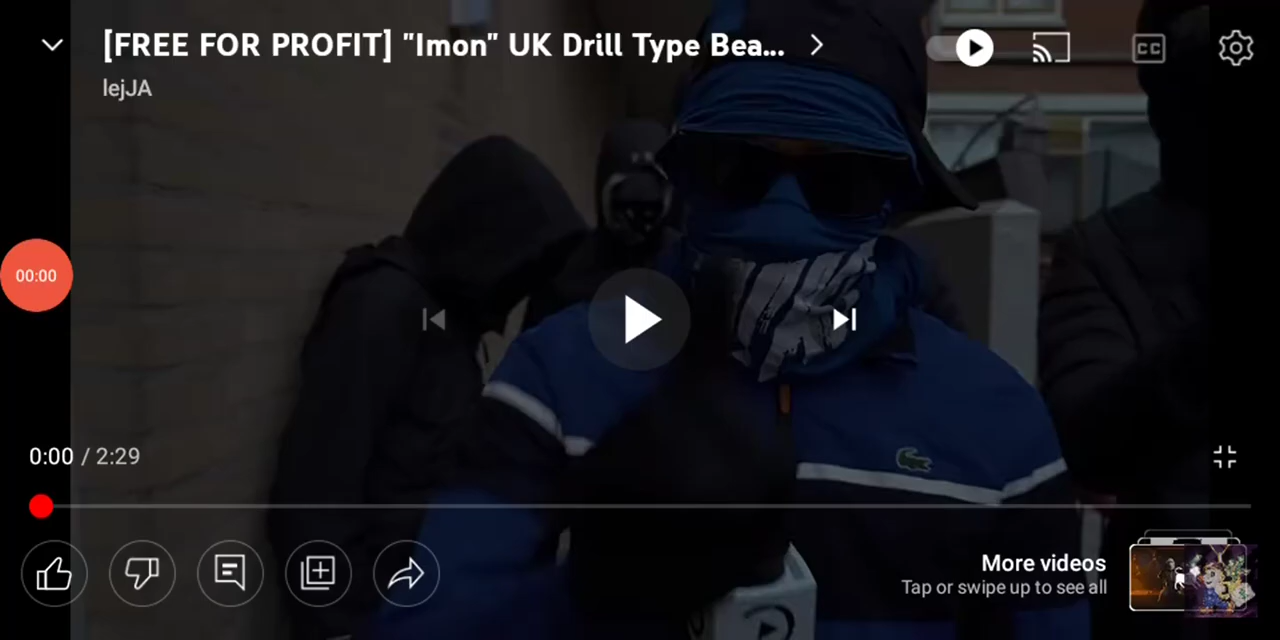 [FREE FOR PROFIT] "Imon" UK Drill Type Bea...
CC
lejJA
00:00
0:00 / 2:29
More videos
Tap or swipe up to see all